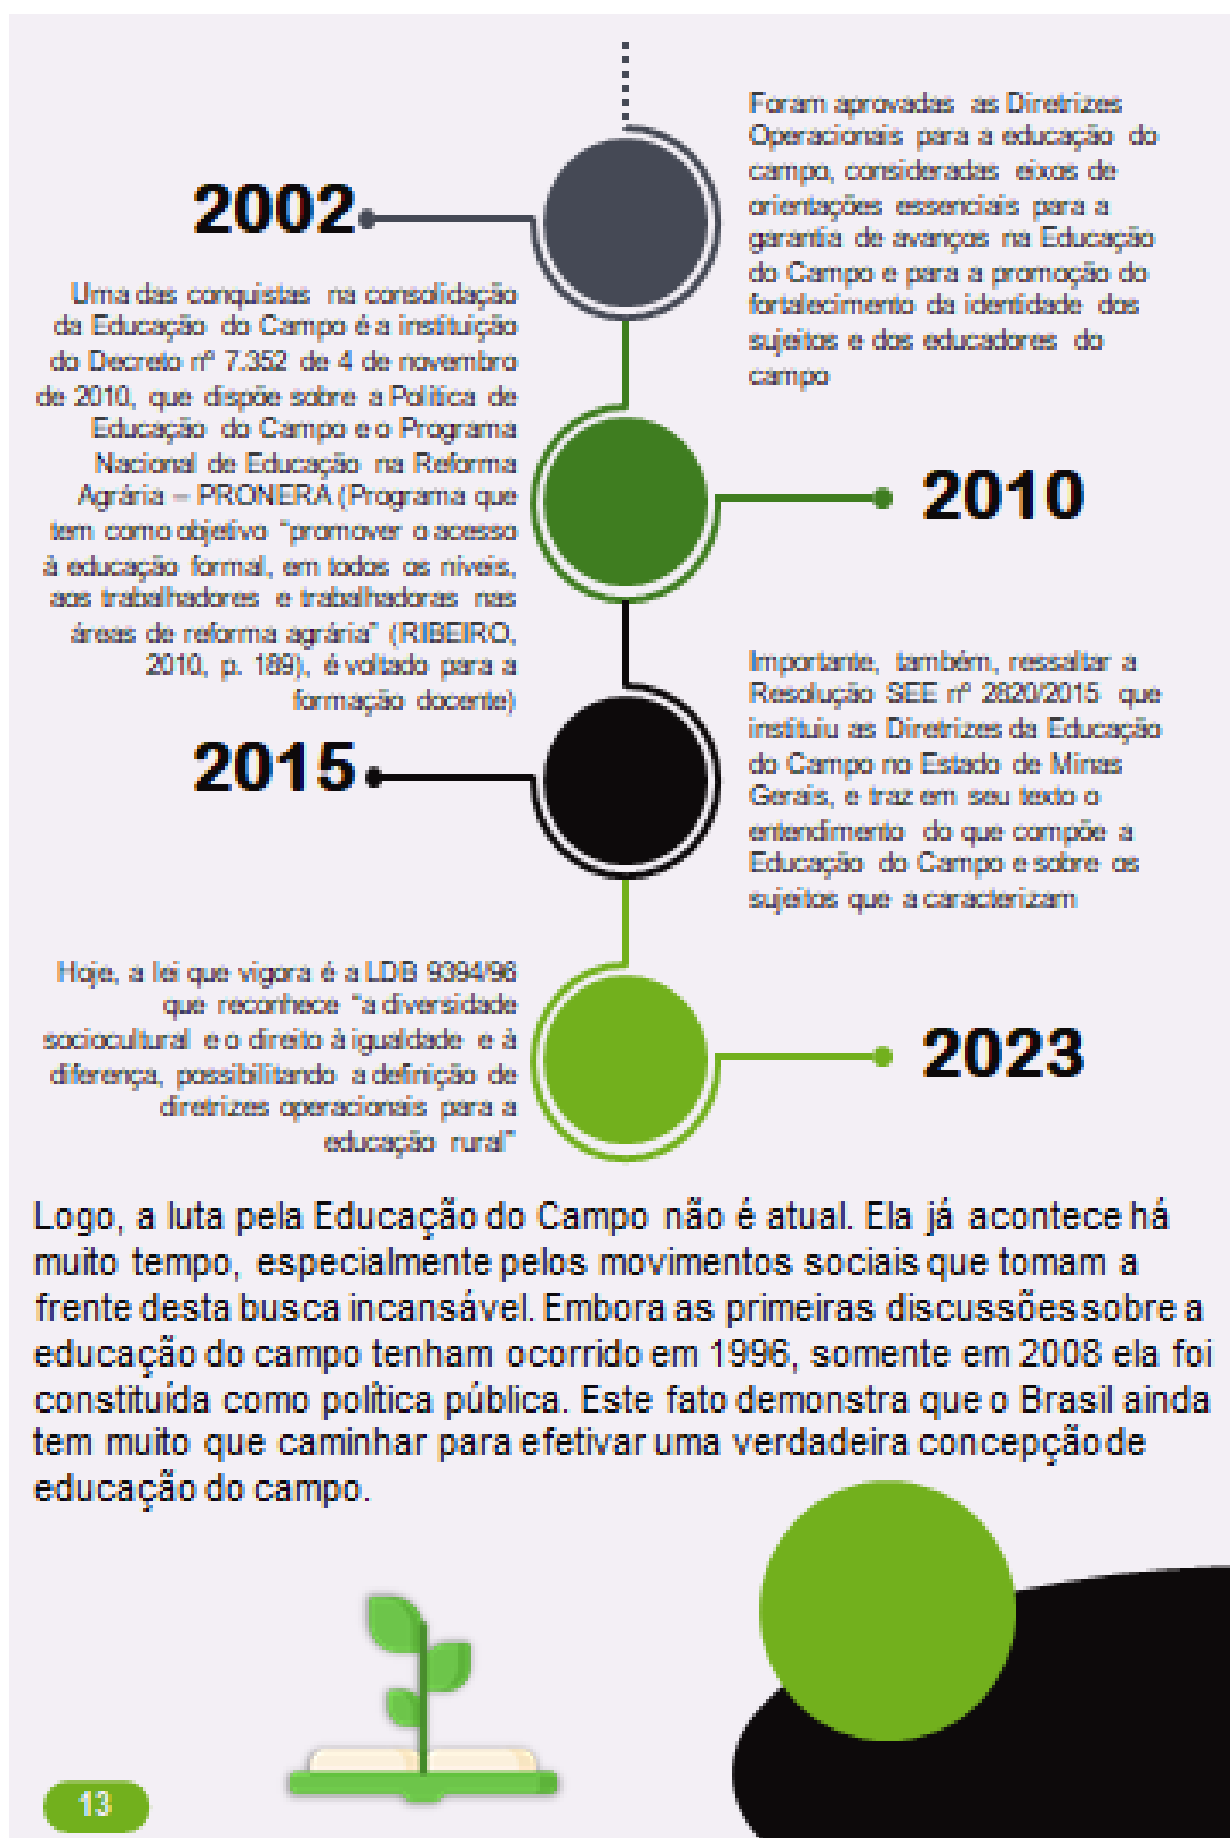 2002
Foram aprovadas as Diretrizes
Operacionais para a educação do
campo, consideradas eixos de
orientações essenciais para a
garantia de avanços na Educação
do Campo e para a promoção do
fortalecimento da identidade dos
sujeitos e dos educadores do
campo
2010
Uma das conquistas na consolidação
da Educação do Campo é a instituição
do Decreto nº 7.352 de 4 de novembro
de 2010, que dispõe sobre a Política de
Educação do Campo e o Programa
Nacional de Educação na Reforma
Agrária – PRONERA (Programa que
tem como objetivo “promover o acesso
à educação formal, em todos os níveis,
aos trabalhadores e trabalhadoras nas
áreas de reforma agrária” (RIBEIRO,
2010, p. 189), é voltado para a
formação docente)
2015
Importante, também, ressaltar a
Resolução SEE nº 2820/2015 que
instituiu as Diretrizes da Educação
do Campo no Estado de Minas
Gerais, e traz em seu texto o
entendimento do que compõe a
Educação do Campo e sobre os
sujeitos que a caracterizam
2023
Hoje, a lei que vigora é a LDB 9394/96
que reconhece “a diversidade
sociocultural e o direito à igualdade e à
diferença, possibilitando a definição de
diretrizes operacionais para a
educação rural”
Logo, a luta pela Educação do Campo não é atual. Ela já acontece há
muito tempo, especialmente pelos movimentos sociais que tomam a
frente desta busca incansável. Embora as primeiras discussões sobre a
educação do campo tenham ocorrido em 1996, somente em 2008 ela foi
constituída como política pública. Este fato demonstra que o Brasil ainda
tem muito que caminhar para efetivar uma verdadeira concepção de
educação do campo.
13